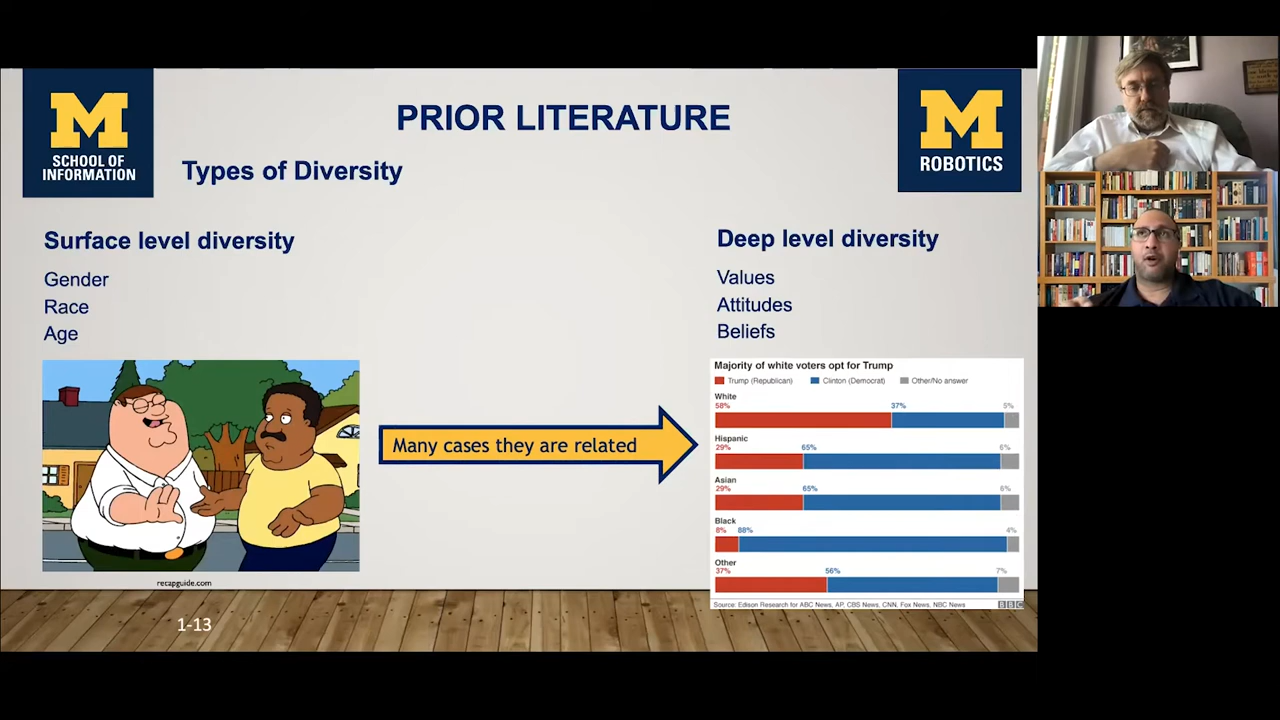 M
SCHOOL OF
INFORMATION
PRIOR LITERATURE
M
ROBOTICS
Types of Diversity
Surface level diversity
Gender
Race
Age
recapguide.com
Many cases they are related
Deep level diversity
Values
Attitudes
Beliefs
Majority of white voters opt for Trump
Trump (Republican) Clinton (Democrat) Other/No answer
White
58% 37% 5%
Hispanic
29% 65% 6%
Asian
29% 65% 6%
Black
8% 88% 4%
Other
37% 56% 7%
Source: Edison Research for ABC News, AP, CBS News, CNN, Fox News, NBC News BBC
1-13